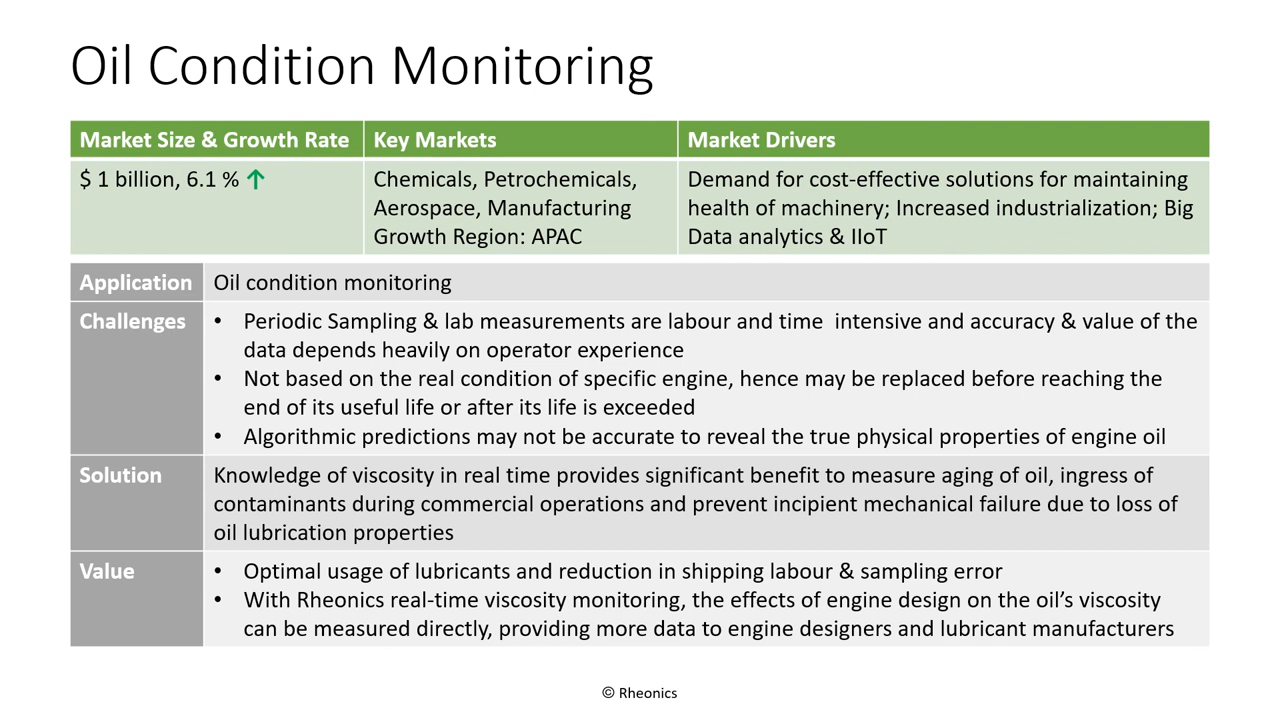 Oil Condition Monitoring
Market Size & Growth Rate
Key Markets
Market Drivers
$ 1 billion, 6.1 % ↑
Chemicals, Petrochemicals,
Aerospace, Manufacturing
Growth Region: APAC
Demand for cost-effective solutions for maintaining
health of machinery; Increased industrialization; Big
Data analytics & IIoT
Application
Oil condition monitoring
Challenges
• Periodic Sampling & lab measurements are labour and time  intensive and accuracy & value of the
data depends heavily on operator experience
• Not based on the real condition of specific engine, hence may be replaced before reaching the
end of its useful life or after its life is exceeded
• Algorithmic predictions may not be accurate to reveal the true physical properties of engine oil
Solution
Knowledge of viscosity in real time provides significant benefit to measure aging of oil, ingress of
contaminants during commercial operations and prevent incipient mechanical failure due to loss of
oil lubrication properties
Value
• Optimal usage of lubricants and reduction in shipping labour & sampling error
• With Rheonics real-time viscosity monitoring, the effects of engine design on the oil’s viscosity
can be measured directly, providing more data to engine designers and lubricant manufacturers
© Rheonics